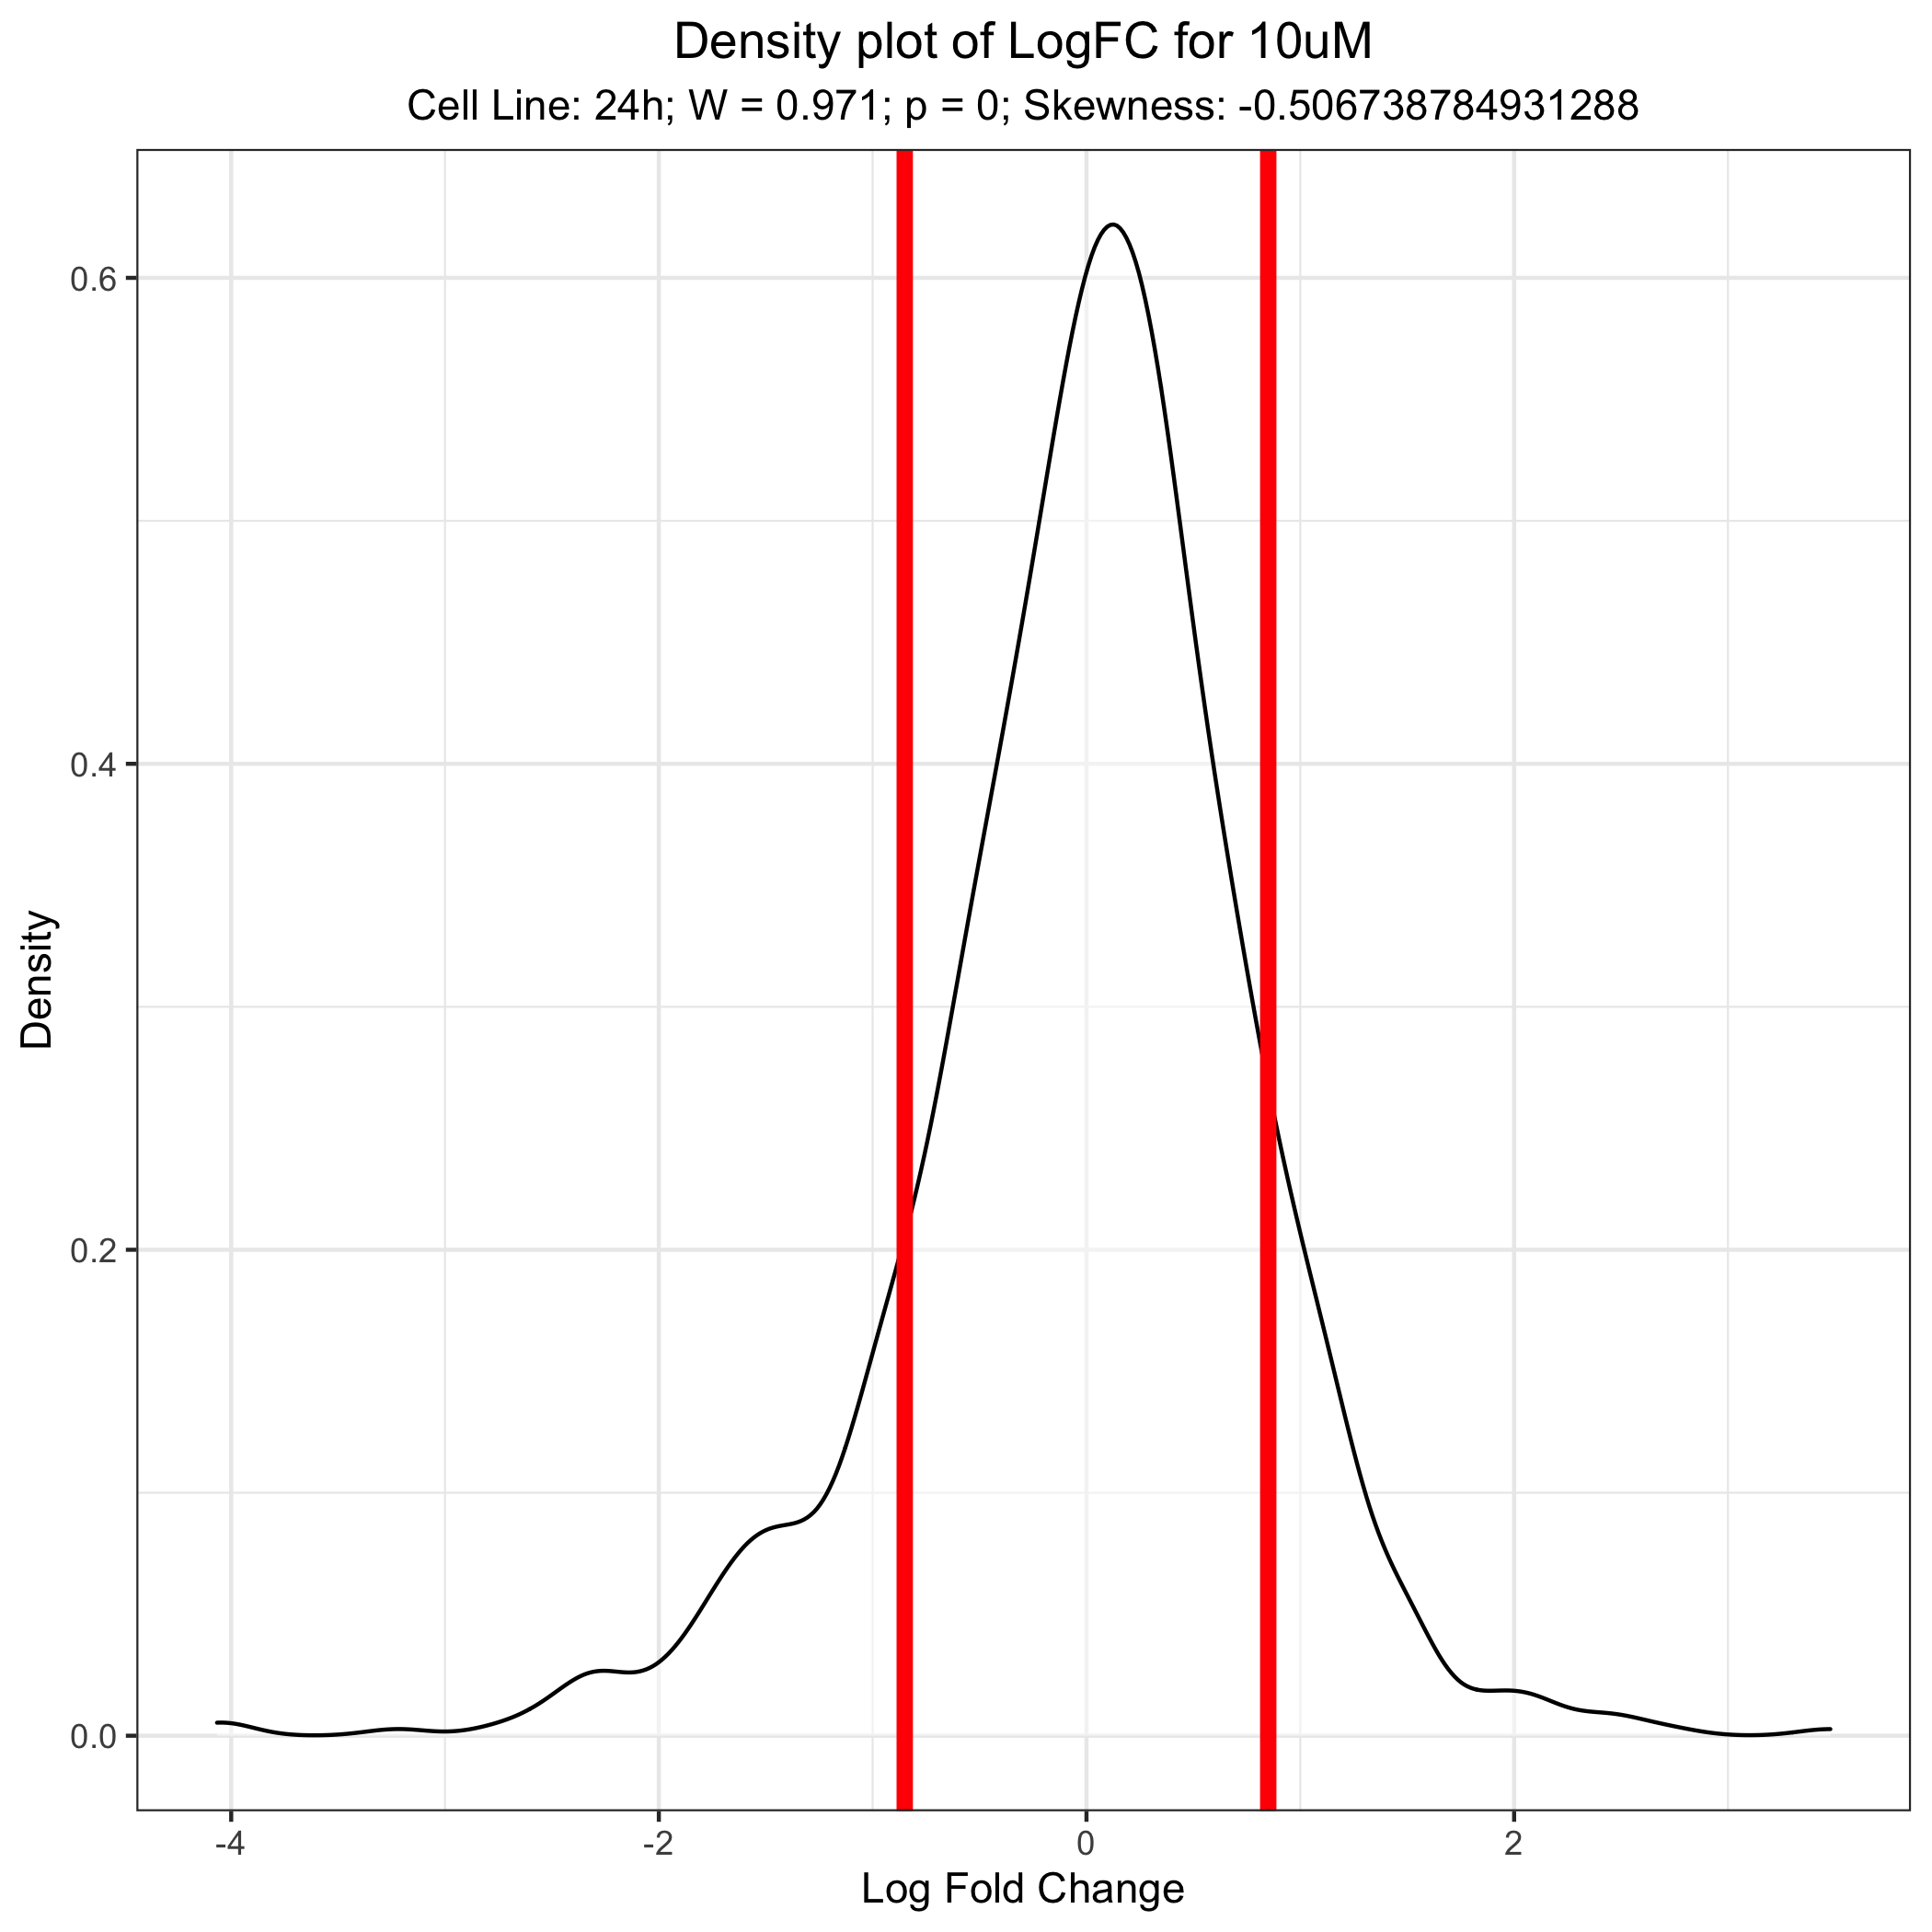 Density plot of LogFC for 10uM
Cell Line: 24h; W = 0.971; p = 0; Skewness: -0.506738784931288
0.6
0.4
0.2
0.0
Density
-4
-2
0
2
Log Fold Change